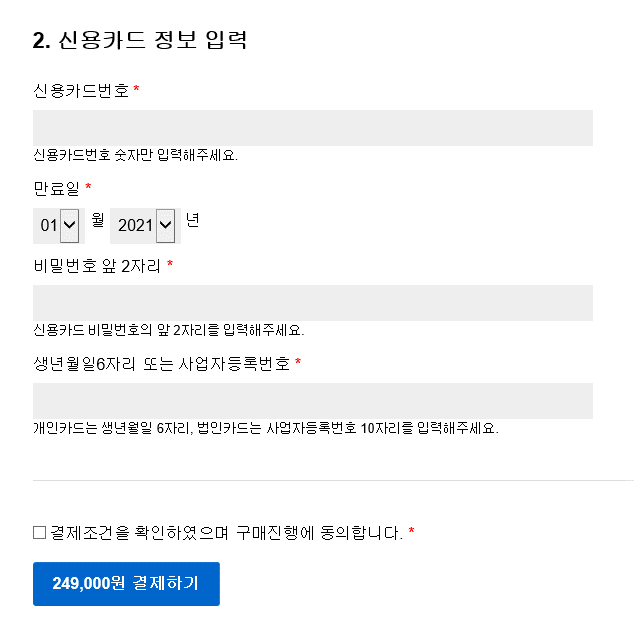 2. 신용카드 정보 입력
신용카드번호 *
신용카드번호 숫자만 입력해주세요.
만료일 *
01 월 2021 년
비밀번호 앞 2자리 *
신용카드 비밀번호의 앞 2자리를 입력해주세요.
생년월일6자리 또는 사업자등록번호 *
개인카드는 생년월일 6자리, 법인카드는 사업자등록번호 10자리를 입력해주세요.
결제조건을 확인하였으며 구매진행에 동의합니다. *
249,000원 결제하기